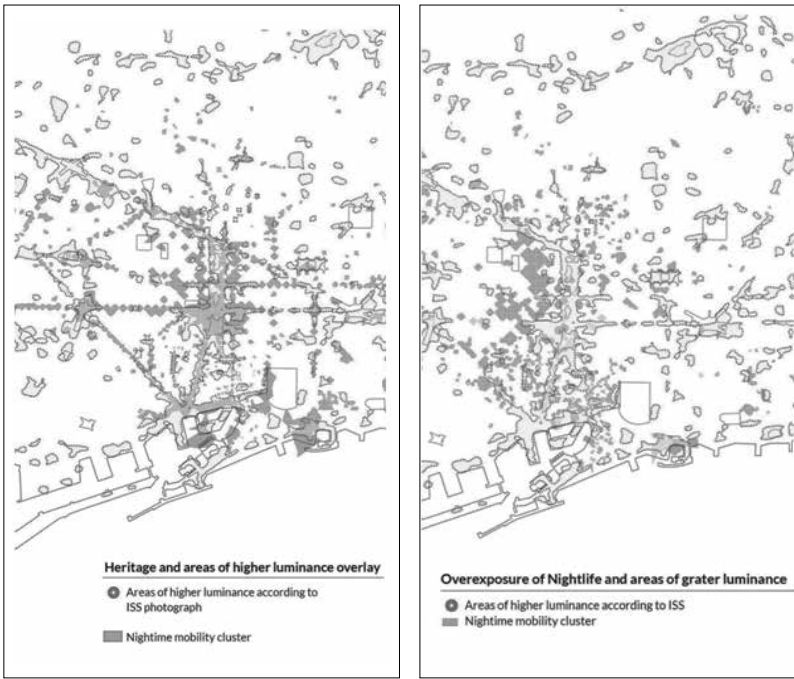 Heritage and areas of higher luminance overlay
Areas of higher luminance according to
ISS photograph
Nightime mobility cluster
Overexposure of Nightlife and areas of grater luminance
Areas of higher luminance according to ISS
Nightime mobility cluster